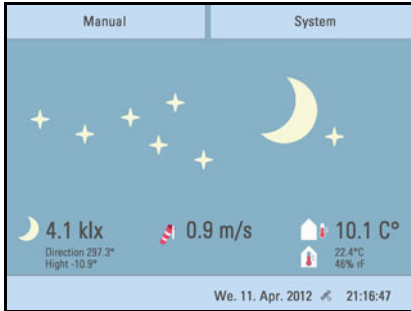 Manual System
4.1 klx 0.9 m/s 10.1 C°
Direction 297.3°
Hight -10.9°
22.4°C
46% rF
We. 11. Apr. 2012 21:16:47